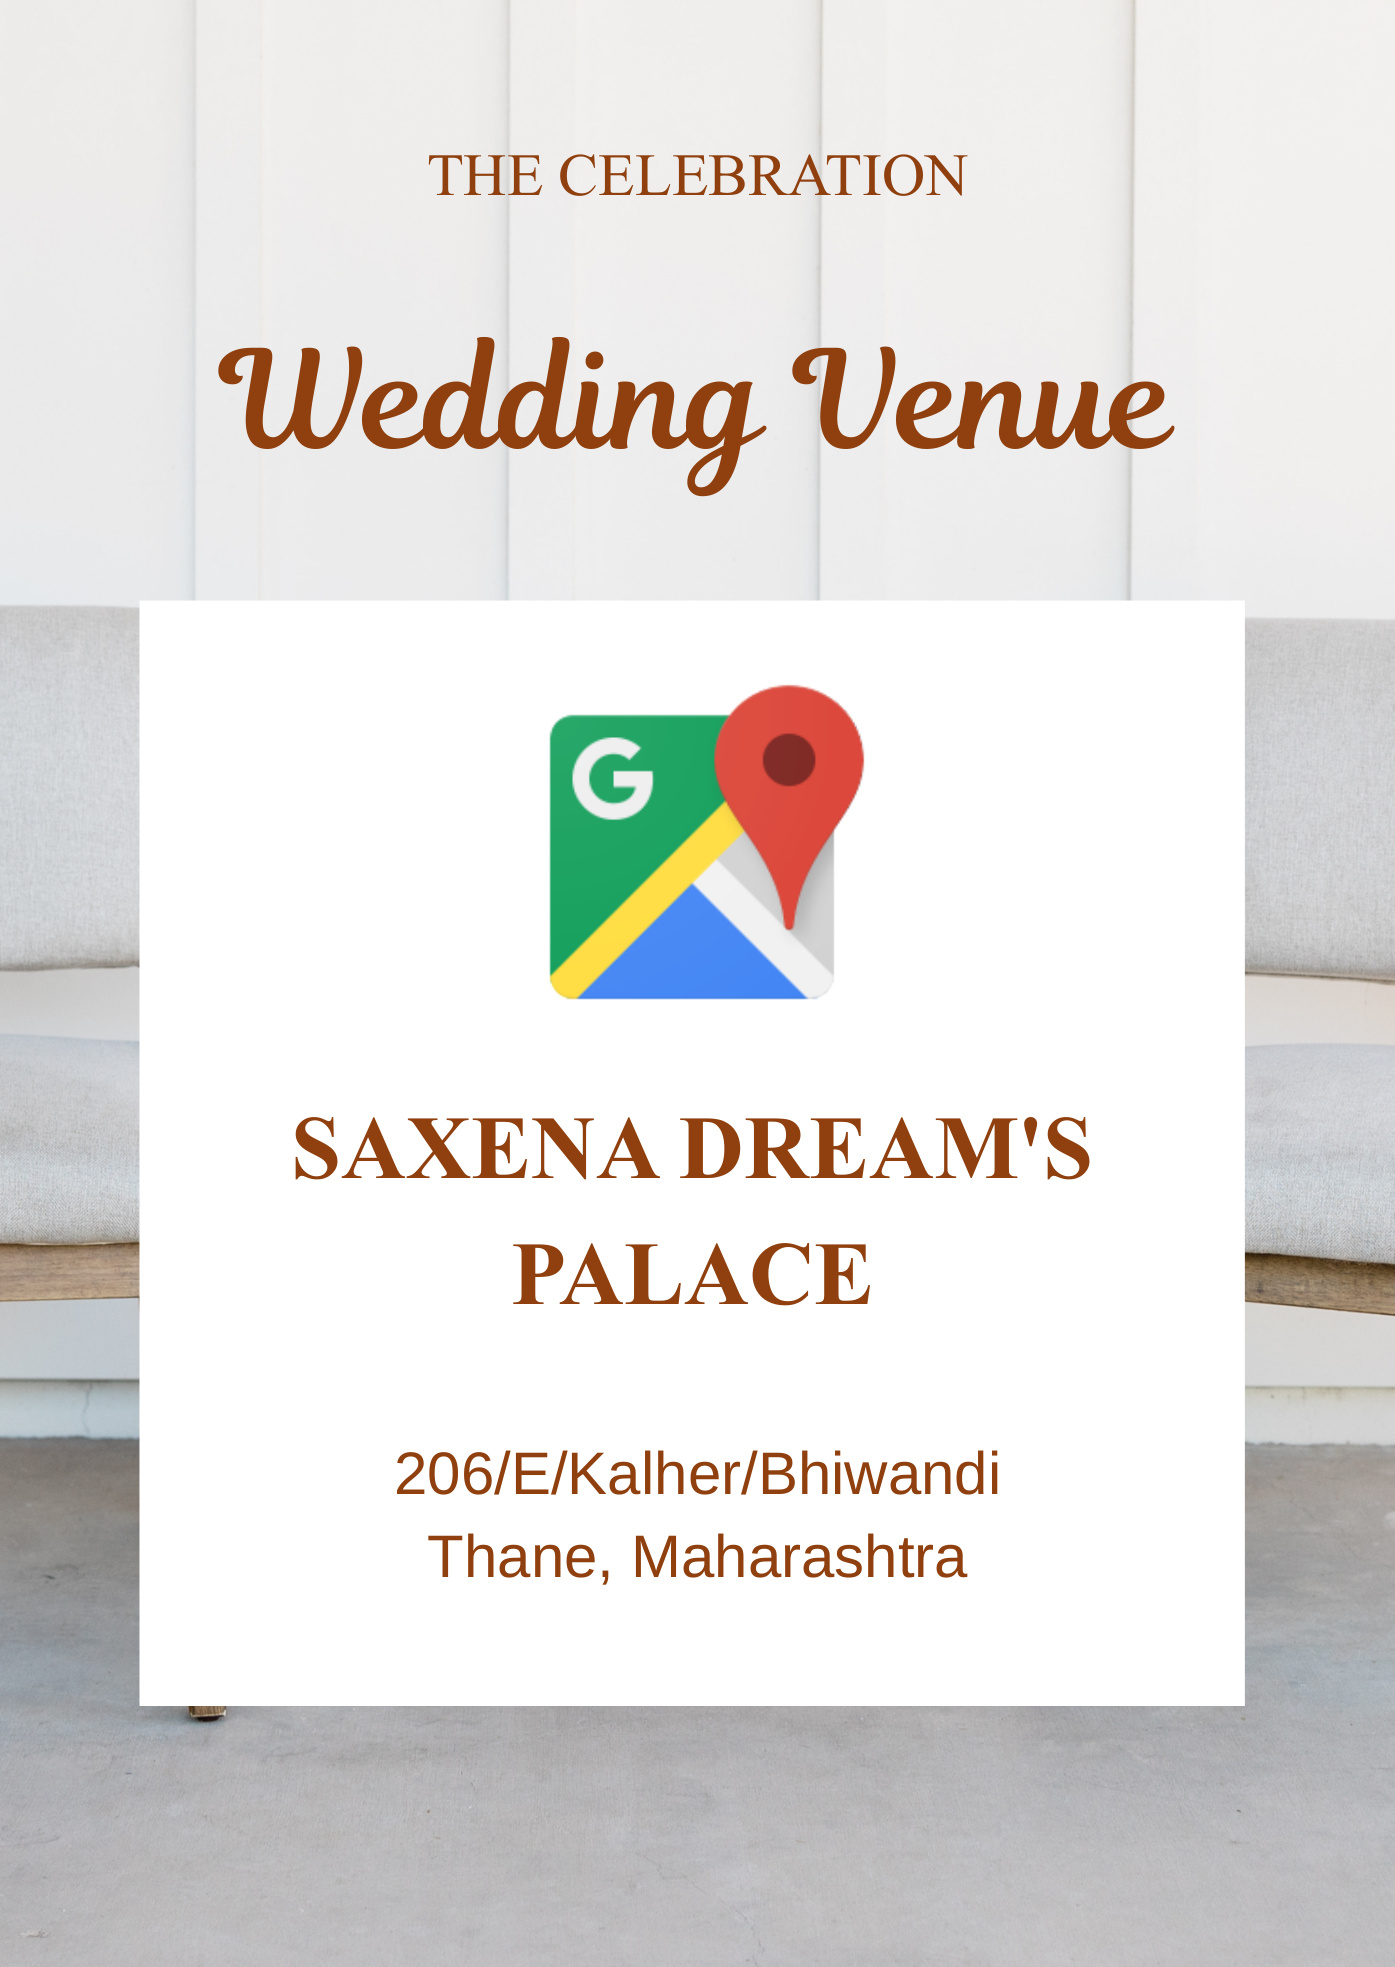 THE CELEBRATION
Wedding Venue
G
SAXENA DREAM'S
PALACE
206/E/Kalher/Bhiwandi
Thane, Maharashtra